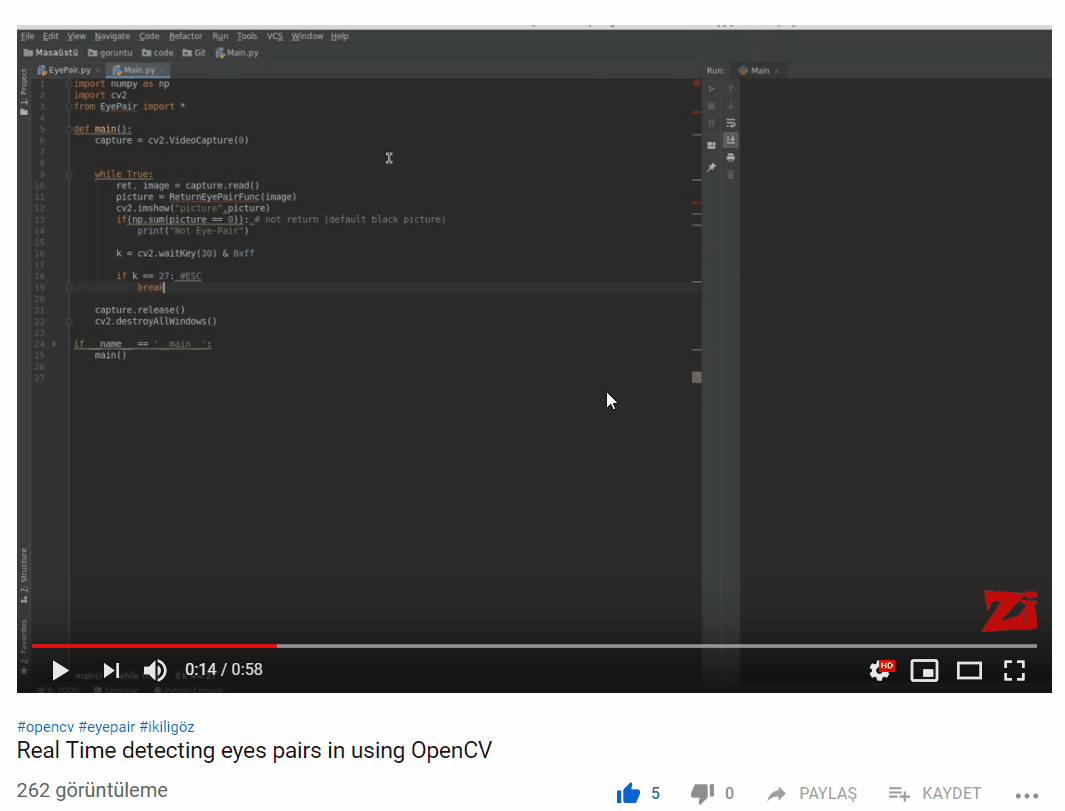 File Edit View Navigate Code Refactor Run Tools VCS Window Help
Masaüstü goruntu code Git Main.py
EyePair.py × Main.py × Run: Main ×
1: Project
1 import numpy as np
2 import cv2
3 from EyePair import *
4
5 def main():
6 capture = cv2.VideoCapture(0)
7
8
9 while True:
10 ret, image = capture.read()
11 picture = ReturnEyePairFunc(image)
12 cv2.imshow("picture",picture)
13 if(np.sum(picture == 0)): # not return (default black picture)
14 print("Not Eye-Pair")
15
16 k = cv2.waitKey(30) & 0xff
17
18 if k == 27: #ESC
19 break
20
21 capture.release()
22 cv2.destroyAllWindows()
23
24 if __name__ == '__main__':
25 main()
26
27
Z: Structure
2: Favorites
Zi
0:14 / 0:58
HD
main() while True if k == 27
6: TODO Terminal Python Console
#opencv #eyepair #ikiligöz
Real Time detecting eyes pairs in using OpenCV
262 görüntüleme 5 0 PAYLAŞ KAYDET